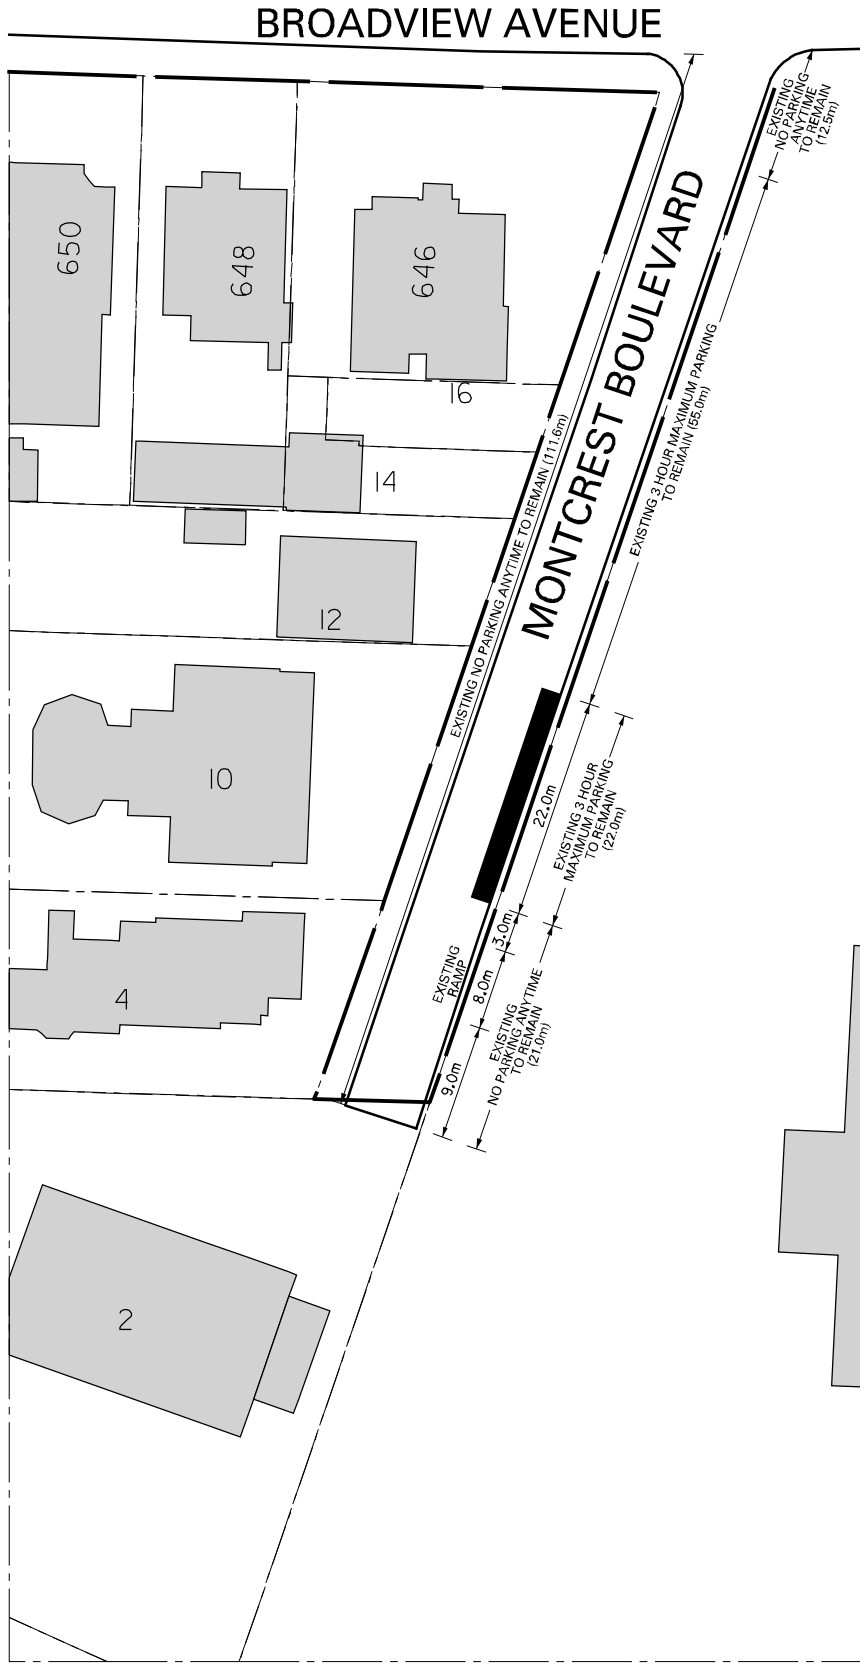 BROADVIEW AVENUE
EXISTING
NO PARKING
ANYTIME
TO REMAIN
(12.5m)
MONTCREST BOULEVARD
650
648
646
16
EXISTING 3 HOUR MAXIMUM PARKING
TO REMAIN (55.0m)
EXISTING NO PARKING ANYTIME TO REMAIN (111.6m)
14
12
10
22.0m
EXISTING 3 HOUR
MAXIMUM PARKING
TO REMAIN
(22.0m)
3.0m
EXISTING
RAMP
8.0m
4
EXISTING
NO PARKING ANYTIME
TO REMAIN
(21.0m)
9.0m
2